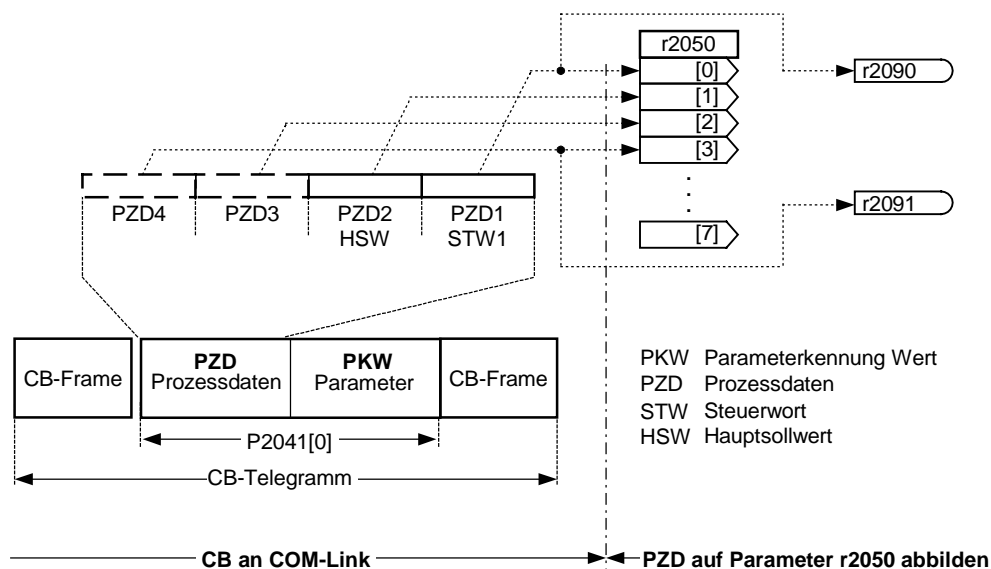 r2050
[0]
r2090
[1]
[2]
[3]
PZD4
PZD3
PZD2
HSW
PZD1
STW1
r2091
[7]
CB-Frame
PZD
Prozessdaten
PKW
Parameter
CB-Frame
P2041[0]
CB-Telegramm
PKW Parameterkennung Wert
PZD Prozessdaten
STW Steuerwort
HSW Hauptsollwert
CB an COM-Link
PZD auf Parameter r2050 abbilden